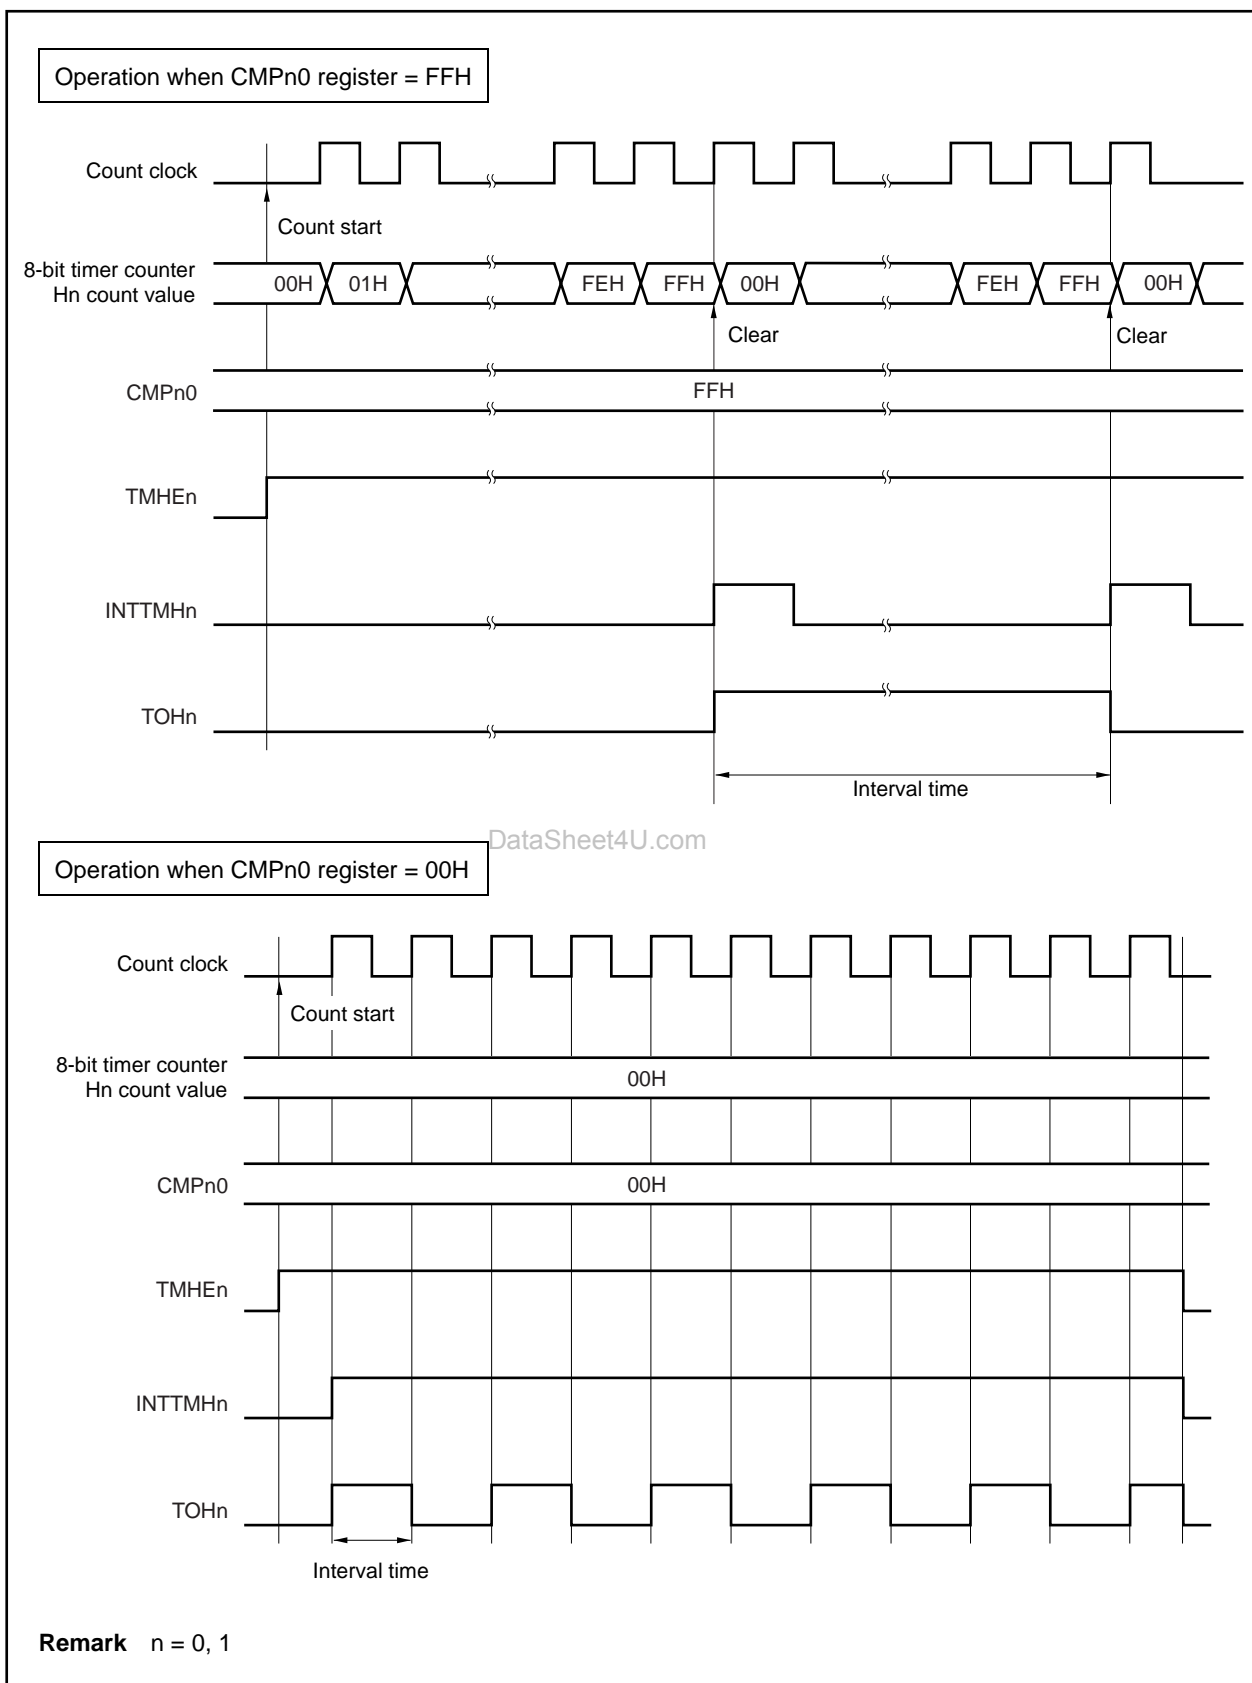 Operation when CMPn0 register = FFH
Count clock
Count start
8-bit timer counter
Hn count value
00H 01H FEH FFH 00H FEH FFH 00H
Clear Clear
CMPn0 FFH
TMHEn
INTTMHn
TOHn
Interval time
DataSheet4U.com
Operation when CMPn0 register = 00H
Count clock
Count start
8-bit timer counter
Hn count value
00H
CMPn0 00H
TMHEn
INTTMHn
TOHn
Interval time
Remark n = 0, 1